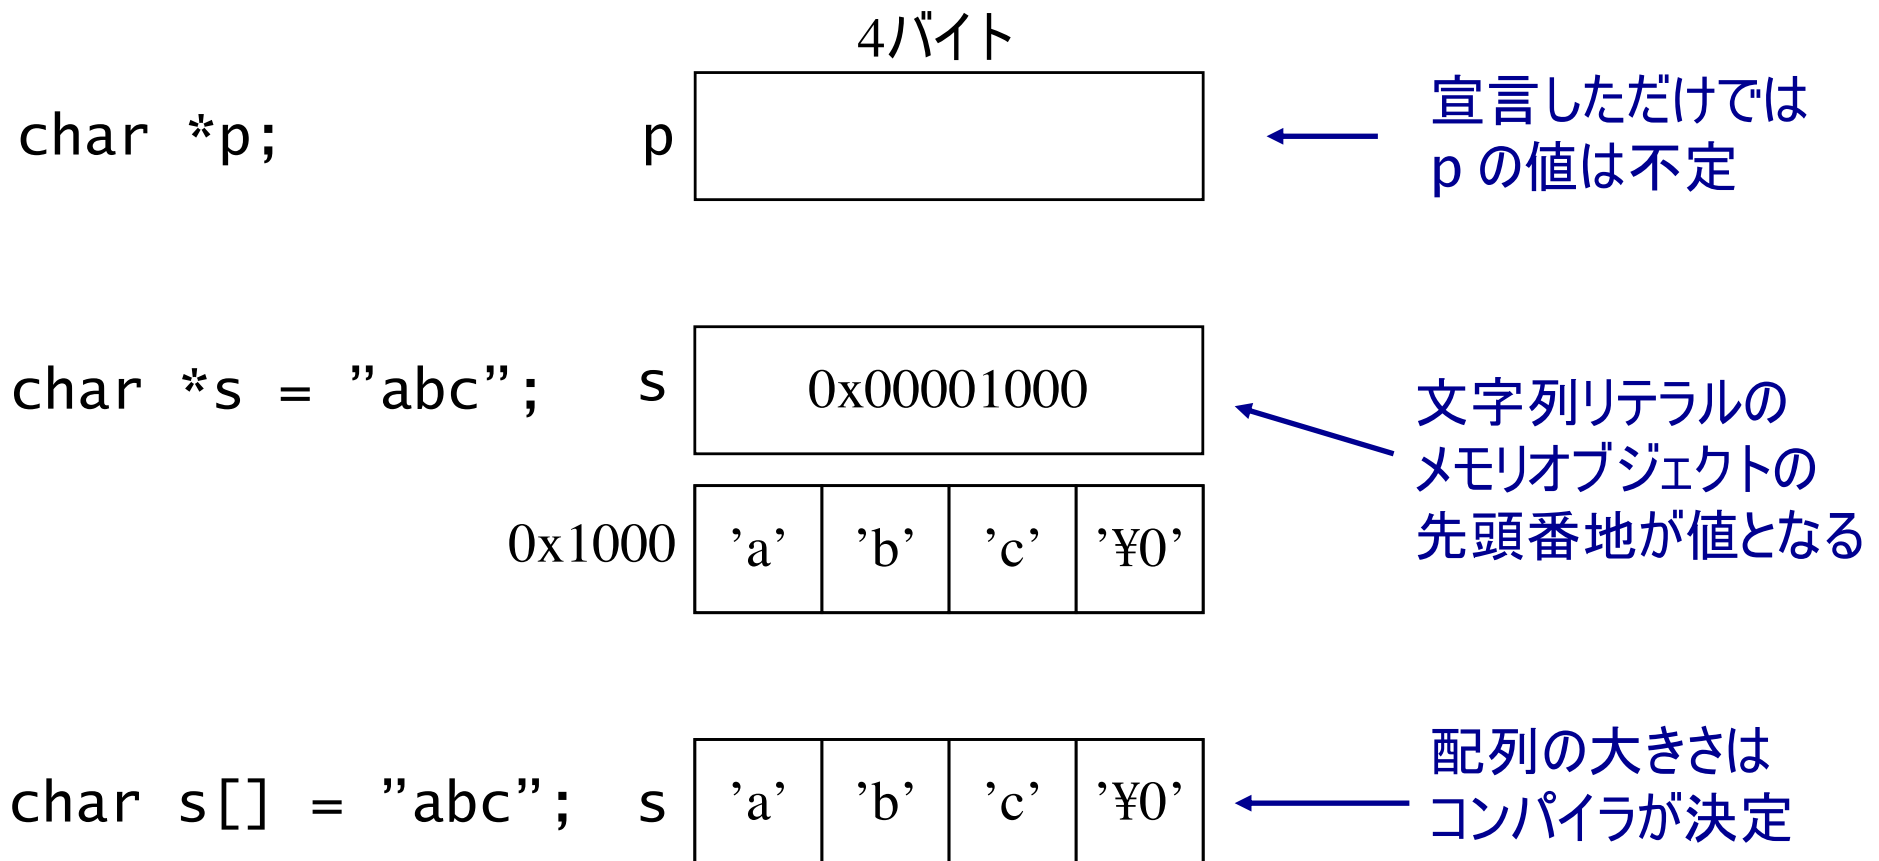 4バイト
char *p;
p
宣言しただけでは
p の値は不定
char *s = ”abc”;
s
0x00001000
文字列リテラルの
メモリオブジェクトの
先頭番地が値となる
0x1000
’a’ ’b’ ’c’ ’¥0’
char s[] = ”abc”;
s
’a’ ’b’ ’c’ ’¥0’
配列の大きさは
コンパイラが決定